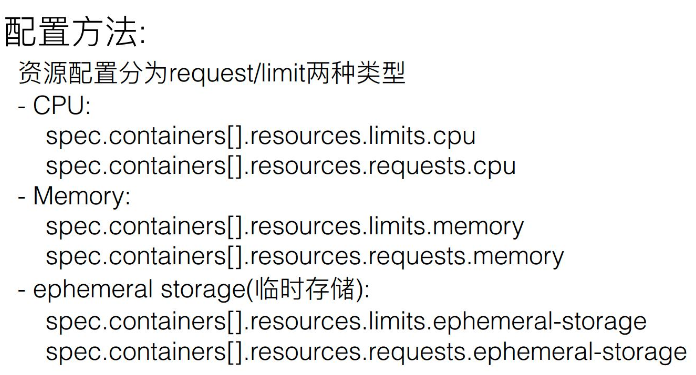 配置方法:
资源配置分为request/limit两种类型
- CPU:
spec.containers[].resources.limits.cpu
spec.containers[].resources.requests.cpu
- Memory:
spec.containers[].resources.limits.memory
spec.containers[].resources.requests.memory
- ephemeral storage(临时存储):
spec.containers[].resources.limits.ephemeral-storage
spec.containers[].resources.requests.ephemeral-storage